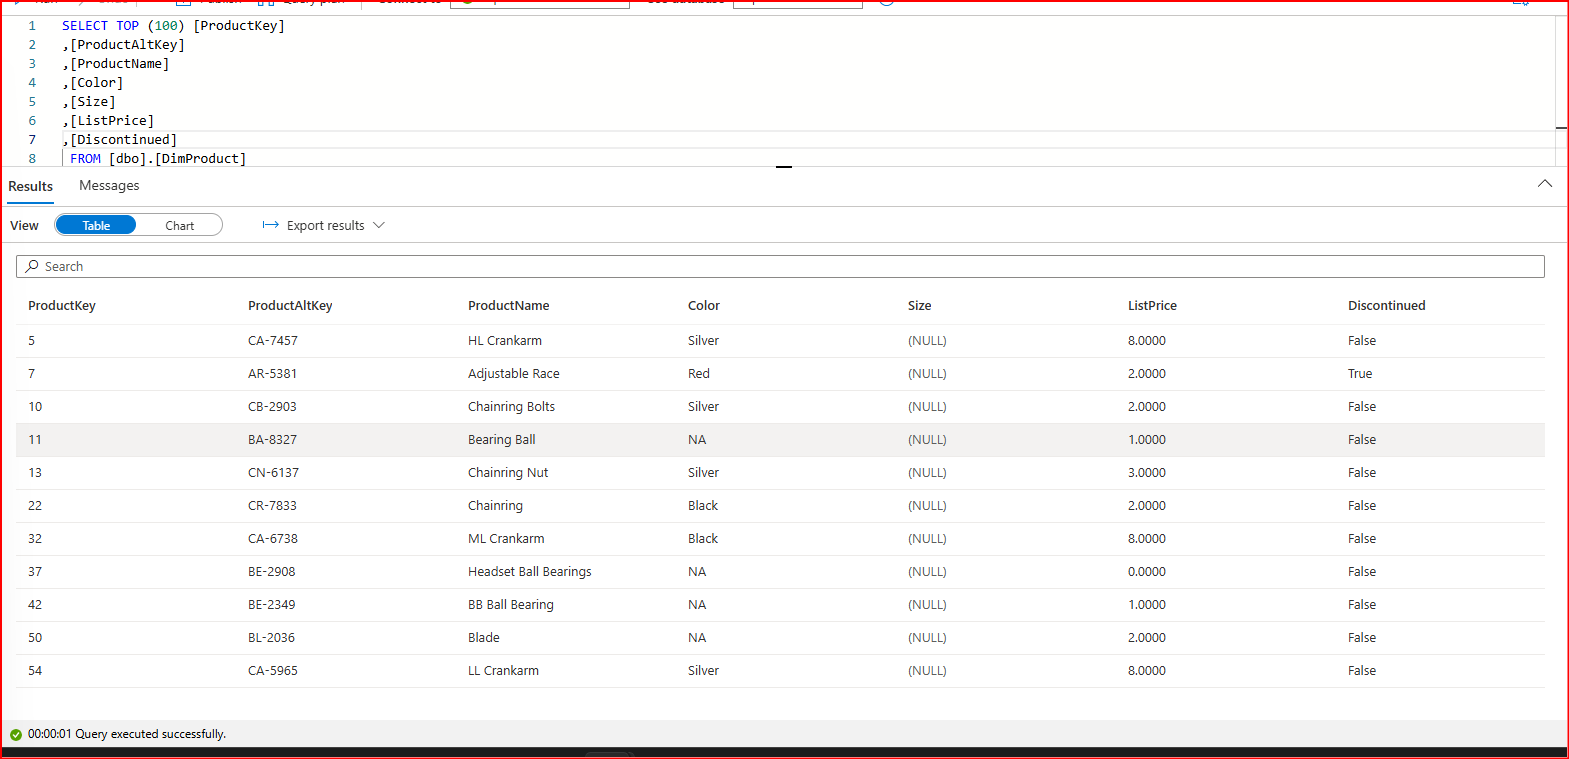 1 SELECT TOP (100) [ProductKey]
2 ,[ProductAltKey]
3 ,[ProductName]
4 ,[Color]
5 ,[Size]
6 ,[ListPrice]
7 ,[Discontinued]
8 FROM [dbo].[DimProduct]
Results Messages
View Table Chart Export results
Search
ProductKey ProductAltKey ProductName Color Size ListPrice Discontinued
5 CA-7457 HL Crankarm Silver (NULL) 8.0000 False
7 AR-5381 Adjustable Race Red (NULL) 2.0000 True
10 CB-2903 Chainring Bolts Silver (NULL) 2.0000 False
11 BA-8327 Bearing Ball NA (NULL) 1.0000 False
13 CN-6137 Chainring Nut Silver (NULL) 3.0000 False
22 CR-7833 Chainring Black (NULL) 2.0000 False
32 CA-6738 ML Crankarm Black (NULL) 8.0000 False
37 BE-2908 Headset Ball Bearings NA (NULL) 0.0000 False
42 BE-2349 BB Ball Bearing NA (NULL) 1.0000 False
50 BL-2036 Blade NA (NULL) 2.0000 False
54 CA-5965 LL Crankarm Silver (NULL) 8.0000 False
00:00:01 Query executed successfully.